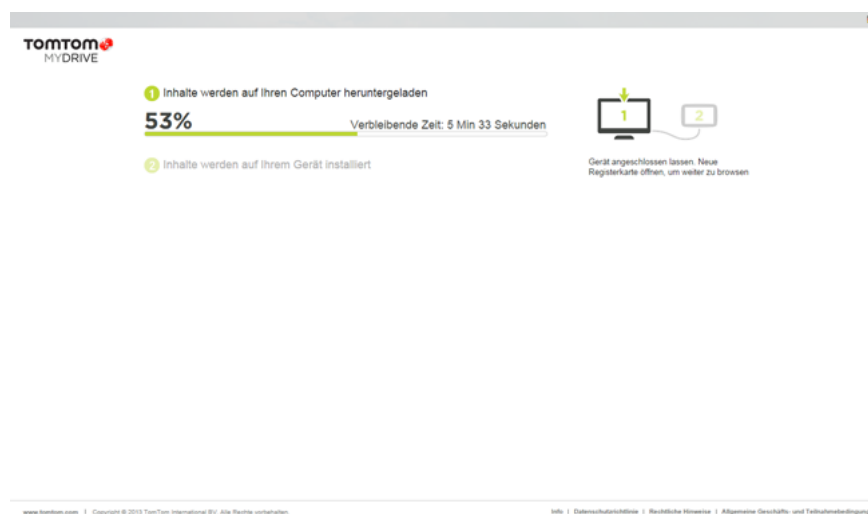 TOMTOM
MYDRIVE
1 Inhalte werden auf Ihren Computer heruntergeladen
53% Verbleibende Zeit: 5 Min 33 Sekunden
2 Inhalte werden auf Ihrem Gerät installiert
1 2
Gerät angeschlossen lassen. Neue
Registerkarte öffnen, um weiter zu browsen
www.tomtom.com | Copyright © 2015 TomTom International BV. Alle Rechte vorbehalten. Info | Datenschutzrichtlinie | Rechtliche Hinweise | Allgemeine Geschäfts- und Teilnahmebedingung